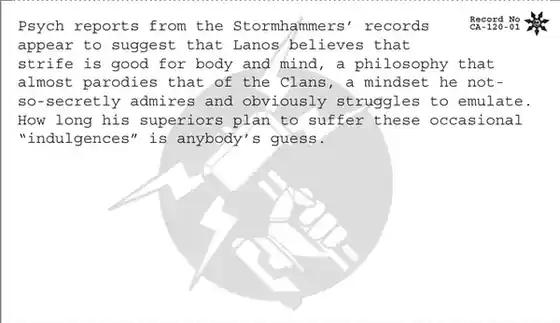 Psych reports from the Stormhammers’ records
appear to suggest that Lanos believes that
strife is good for body and mind, a philosophy that
almost parodies that of the Clans, a mindset he not-
so-secretly admires and obviously struggles to emulate.
How long his superiors plan to suffer these occasional
“indulgences” is anybody’s guess.
Record No
CA-120-01